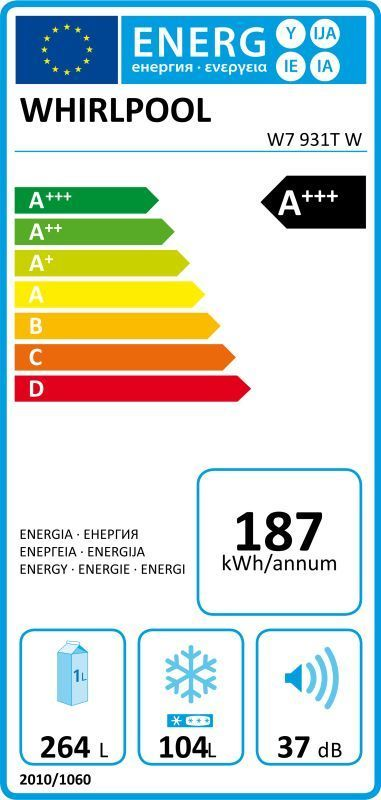 ENERG Y IJA
енергия · ενεργεια IE IA
WHIRLPOOL
W7 931T W
A+++
A+++
A++
A+
A
B
C
D
ENERGIA · ЕНЕРГИЯ
ΕΝΕΡΓΕΙΑ · ENERGIJA
ENERGY · ENERGIE · ENERGI
187
kWh/annum
1L
264 L
104L
37 dB
2010/1060